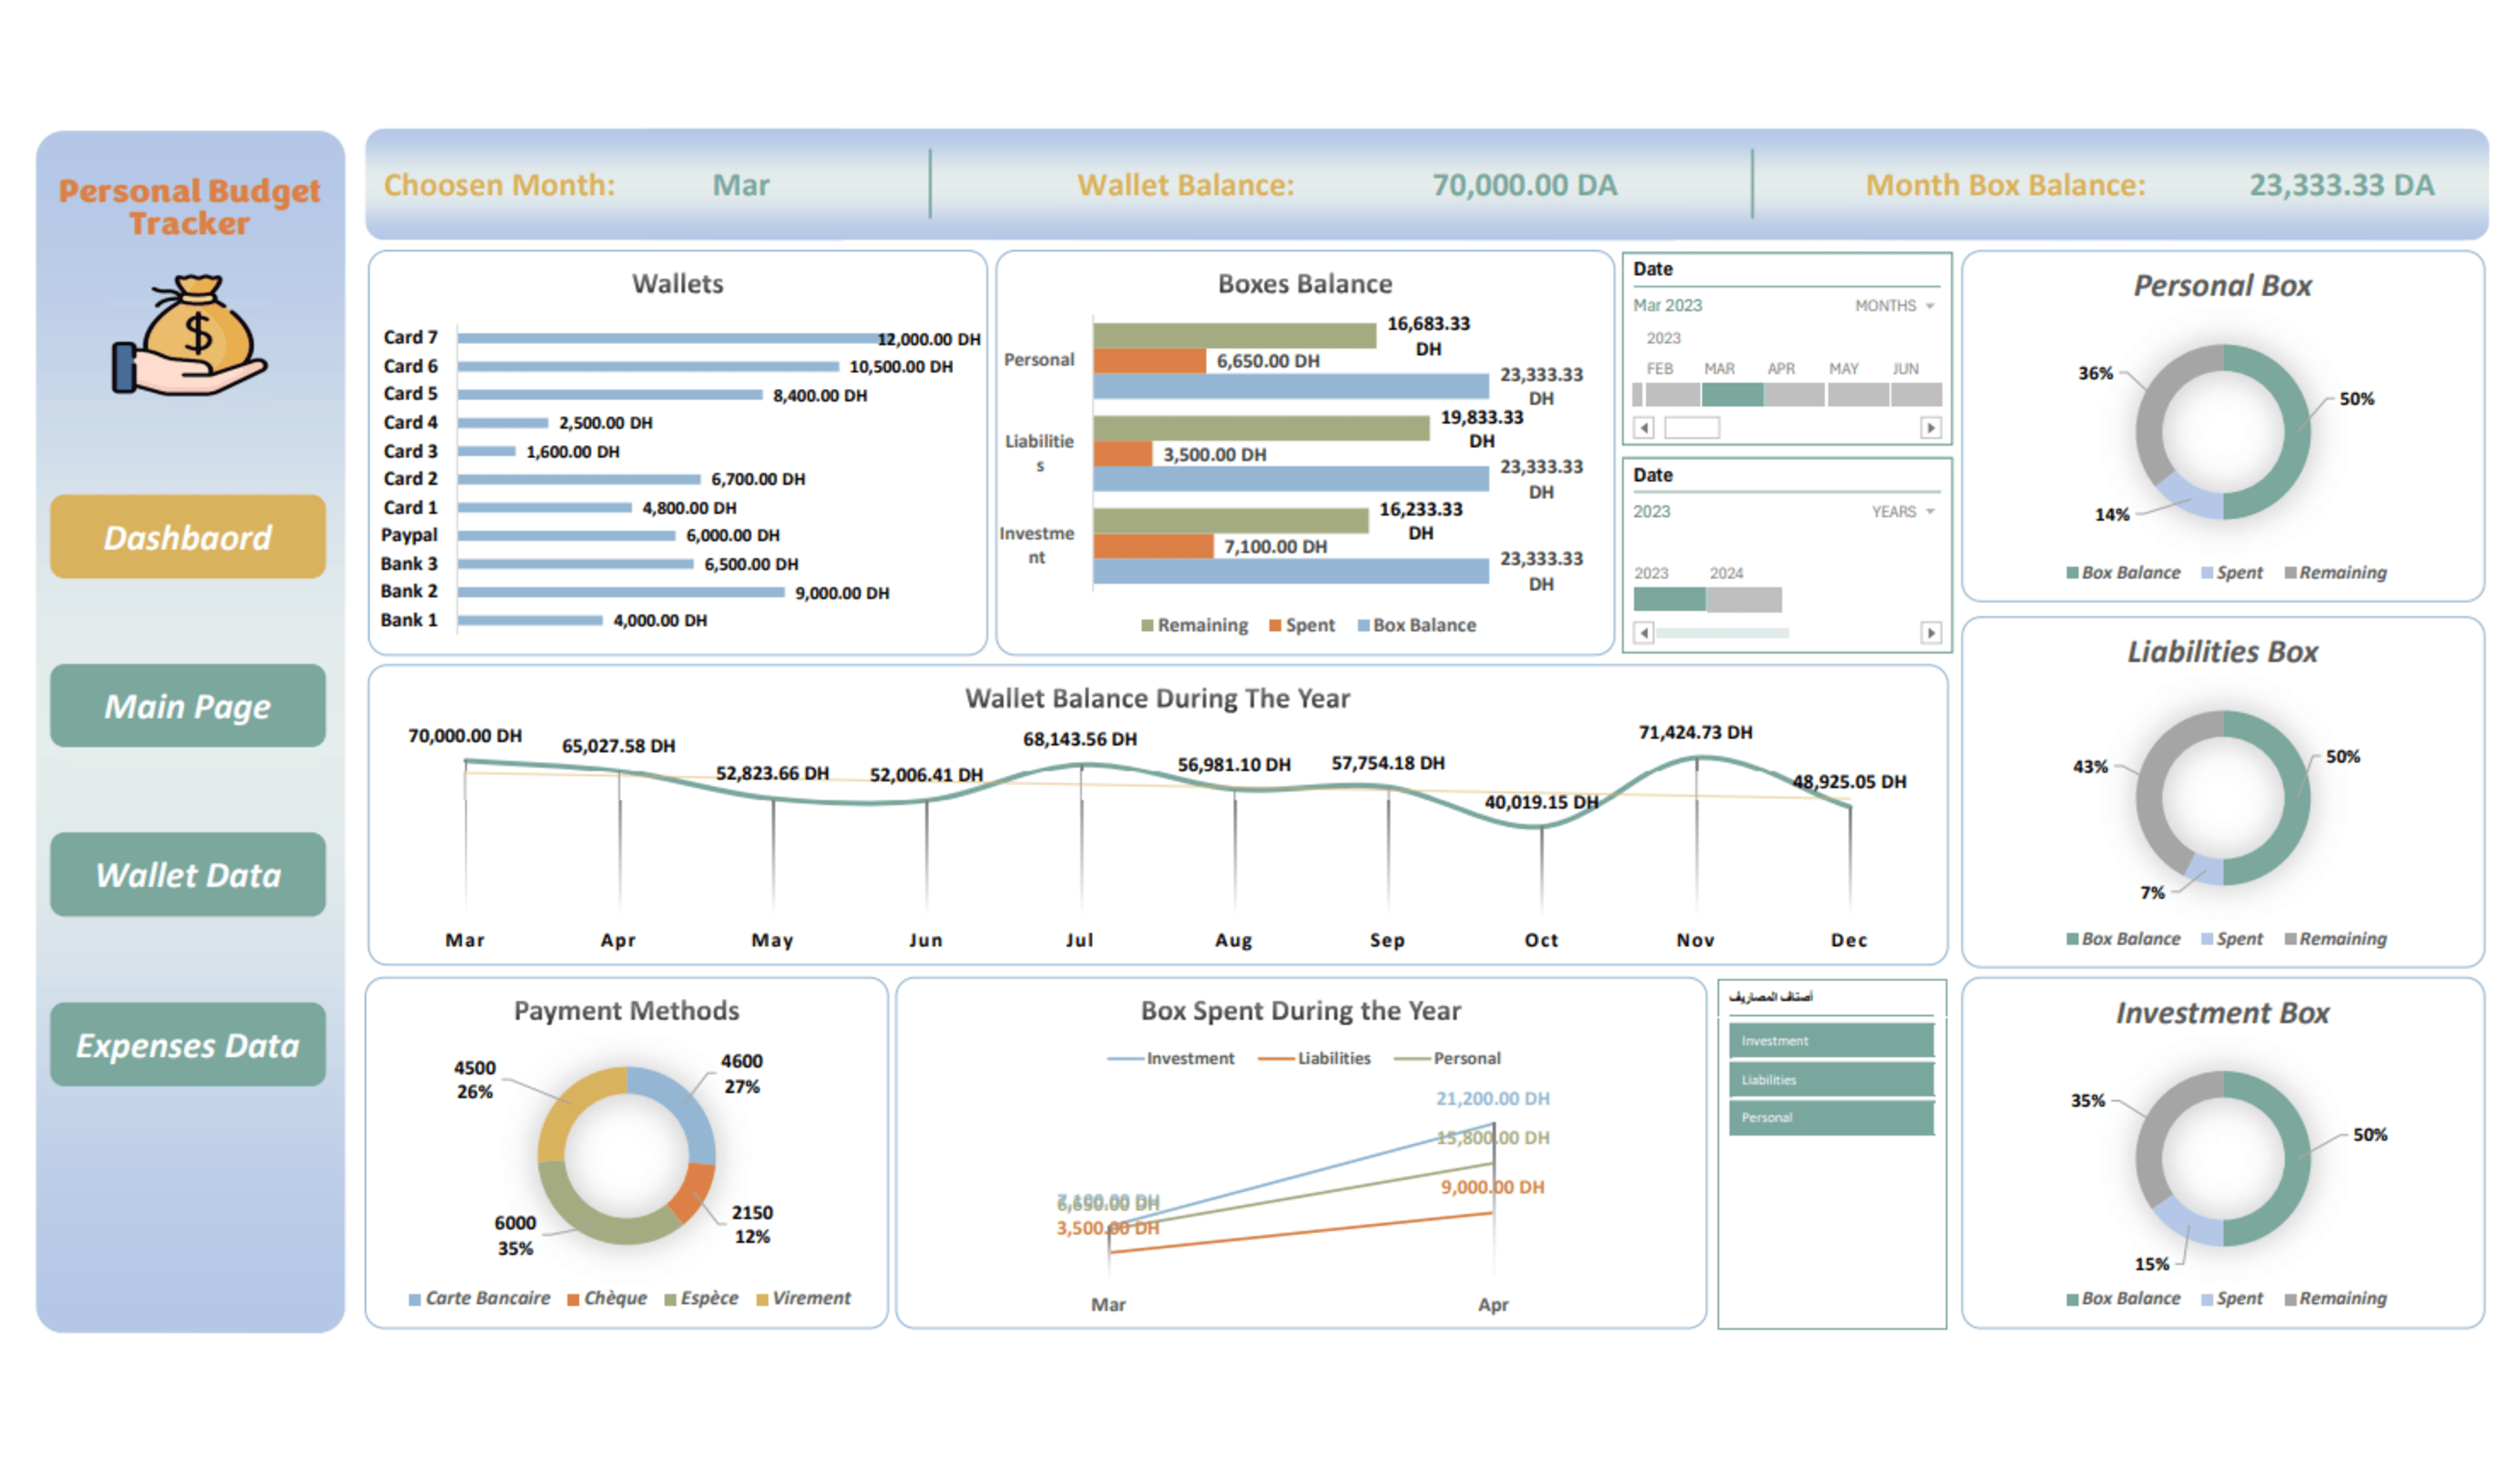 Personal Budget
Tracker
Dashbaord
Main Page
Wallet Data
Expenses Data
Choosen Month: Mar
Wallet Balance: 70,000.00 DA
Month Box Balance: 23,333.33 DA
Wallets
Card 7 12,000.00 DH
Card 6 10,500.00 DH
Card 5 8,400.00 DH
Card 4 2,500.00 DH
Card 3 1,600.00 DH
Card 2 6,700.00 DH
Card 1 4,800.00 DH
Paypal 6,000.00 DH
Bank 3 6,500.00 DH
Bank 2 9,000.00 DH
Bank 1 4,000.00 DH
Boxes Balance
16,683.33
DH
Personal
6,650.00 DH
23,333.33
DH
19,833.33
DH
Liabilitie
s
3,500.00 DH
23,333.33
DH
16,233.33
DH
Investme
nt
7,100.00 DH
23,333.33
DH
Remaining Spent Box Balance
Date
Mar 2023 MONTHS
2023
FEB MAR APR MAY JUN
Date
2023 YEARS
2023 2024
Personal Box
36%
50%
14%
Box Balance Spent Remaining
Liabilities Box
50%
43%
7%
Box Balance Spent Remaining
Wallet Balance During The Year
70,000.00 DH 65,027.58 DH 52,823.66 DH 52,006.41 DH 68,143.56 DH 56,981.10 DH 57,754.18 DH 40,019.15 DH 71,424.73 DH 48,925.05 DH
Mar Apr May Jun Jul Aug Sep Oct Nov Dec
Payment Methods
4500
26%
4600
27%
6000
35%
2150
12%
Carte Bancaire Chèque Espèce Virement
Box Spent During the Year
Investment Liabilities Personal
21,200.00 DH
15,800.00 DH
9,000.00 DH
7,100.00 DH
6,650.00 DH
3,500.00 DH
Mar Apr
أصناف المصاريف
Investment
Liabilities
Personal
Investment Box
35%
50%
15%
Box Balance Spent Remaining